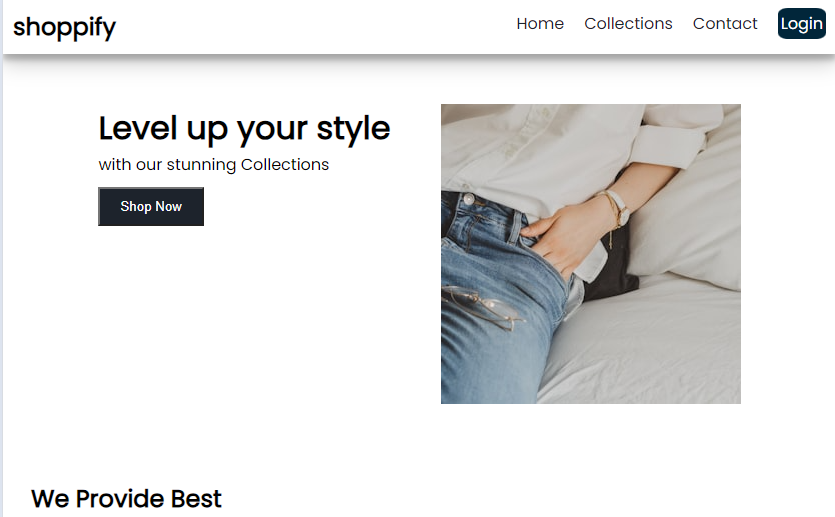 shoppify
Home Collections Contact Login
Level up your style
with our stunning Collections
Shop Now
We Provide Best